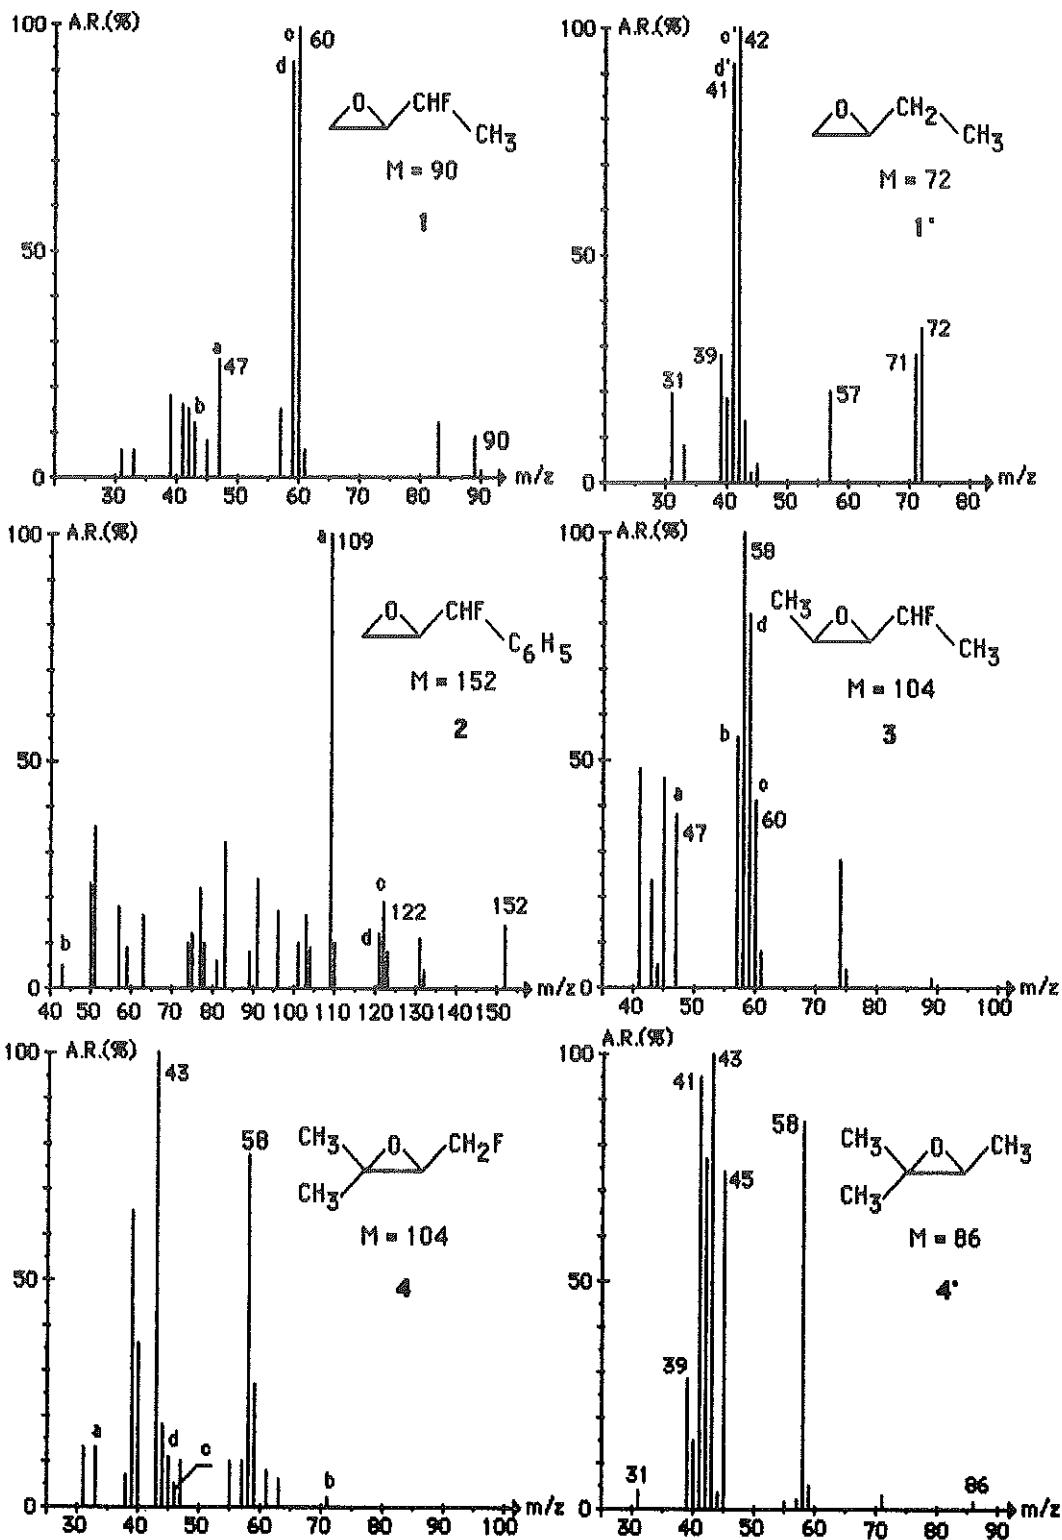 100 A.R.(%)
c 60
d
O CHF
CH3
M = 90
1
50
a
47
b
90
0
30 40 50 60 70 80 90 m/z
100 A.R.(%)
c' 42
d'
41
O CH2
CH3
M = 72
1'
50
39
31
57
71
72
0
30 40 50 60 70 80 m/z
100 A.R.(%)
a 109
O CHF
C6H5
M = 152
2
50
b
c
122
d
152
0
40 50 60 70 80 90 100 110 120 130 140 150 m/z
100 A.R.(%)
58
d
CH3 O CHF
CH3
M = 104
3
b
50
a
47
c
60
0
40 50 60 70 80 90 100 m/z
100 A.R.(%)
43
58
CH3 O CH2F
CH3
M = 104
4
50
a
d
c
b
0
30 40 50 60 70 80 90 100 m/z
100 A.R.(%)
41
43
58
45
CH3 O CH3
CH3
M = 86
4'
50
39
31
86
0
30 40 50 60 70 80 90 m/z